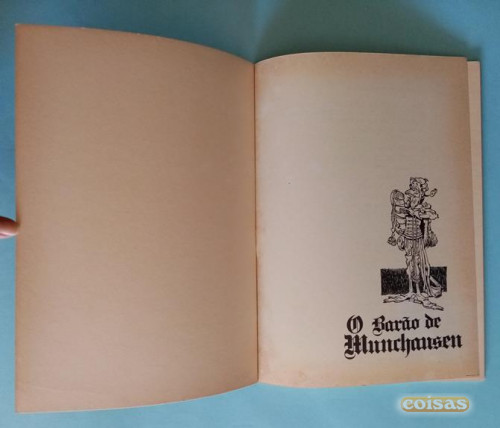 O Barão de
Munchausen
coisas